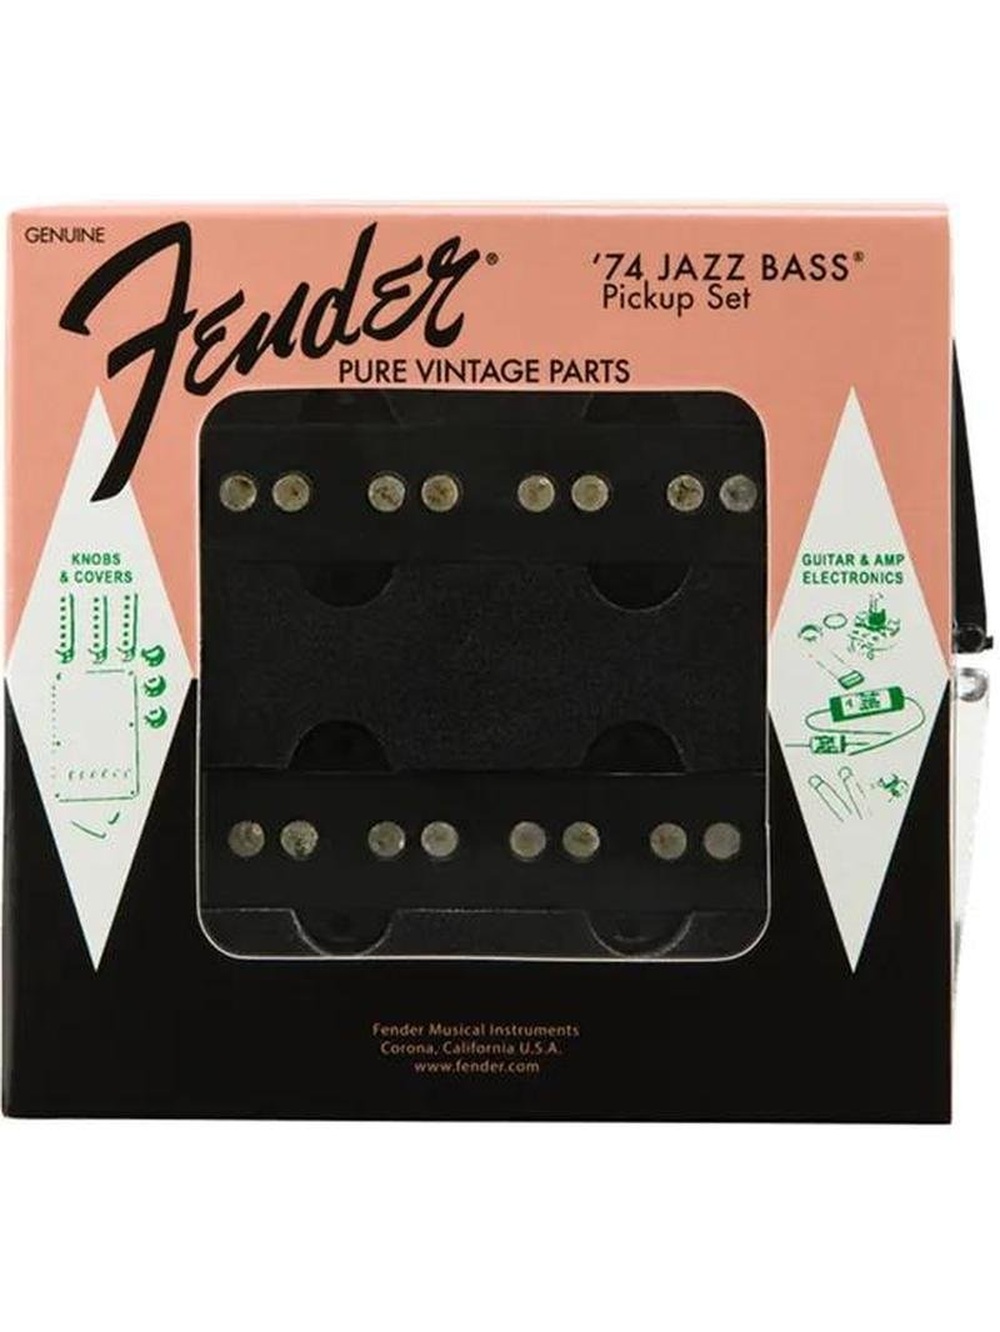 GENUINE
Fender®
'74 JAZZ BASS®
Pickup Set
PURE VINTAGE PARTS
KNOBS
& COVERS
GUITAR & AMP
ELECTRONICS
Fender Musical Instruments
Corona, California U.S.A.
www.fender.com